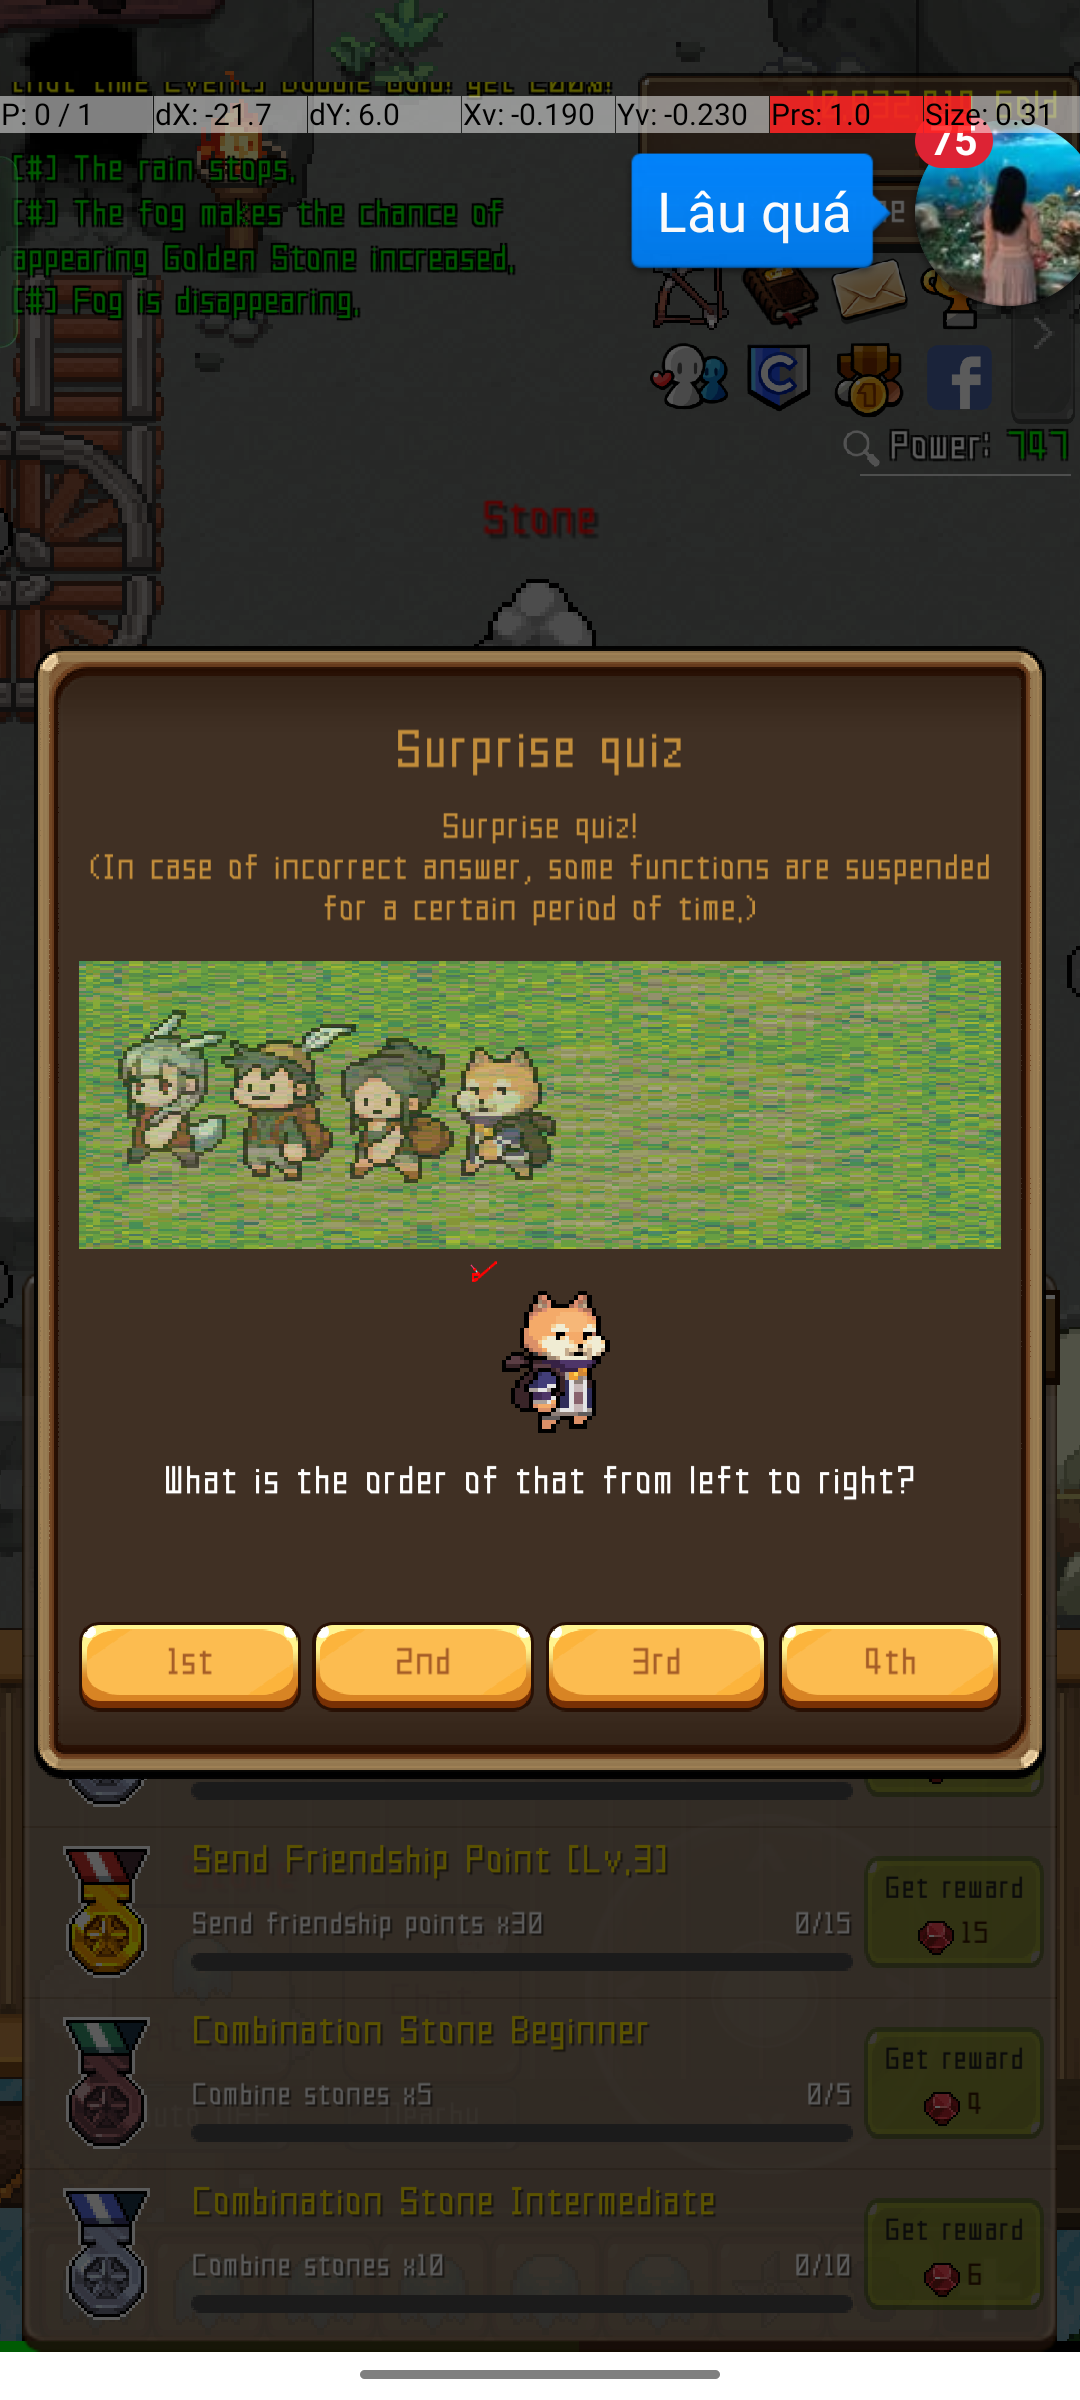 P: 0 / 1
dX: -21.7
dY: 6.0
Xv: -0.190
Yv: -0.230
Prs: 1.0
Size: 0.31
75
[#] The rain stops.
Lâu quá
[#] The fog makes the chance of
appearing Golden Stone increased.
[#] Fog is disappearing.
Power: 747
Stone
Surprise quiz
Surprise quiz!
(In case of incorrect answer, some functions are suspended
for a certain period of time.)
What is the order of that from left to right?
1st
2nd
3rd
4th
Send Friendship Point [Lv.3]
Get reward
Send friendship points x30
0/15
15
Combination Stone Beginner
Get reward
Combine stones x5
0/5
4
Combination Stone Intermediate
Get reward
Combine stones x10
0/10
6